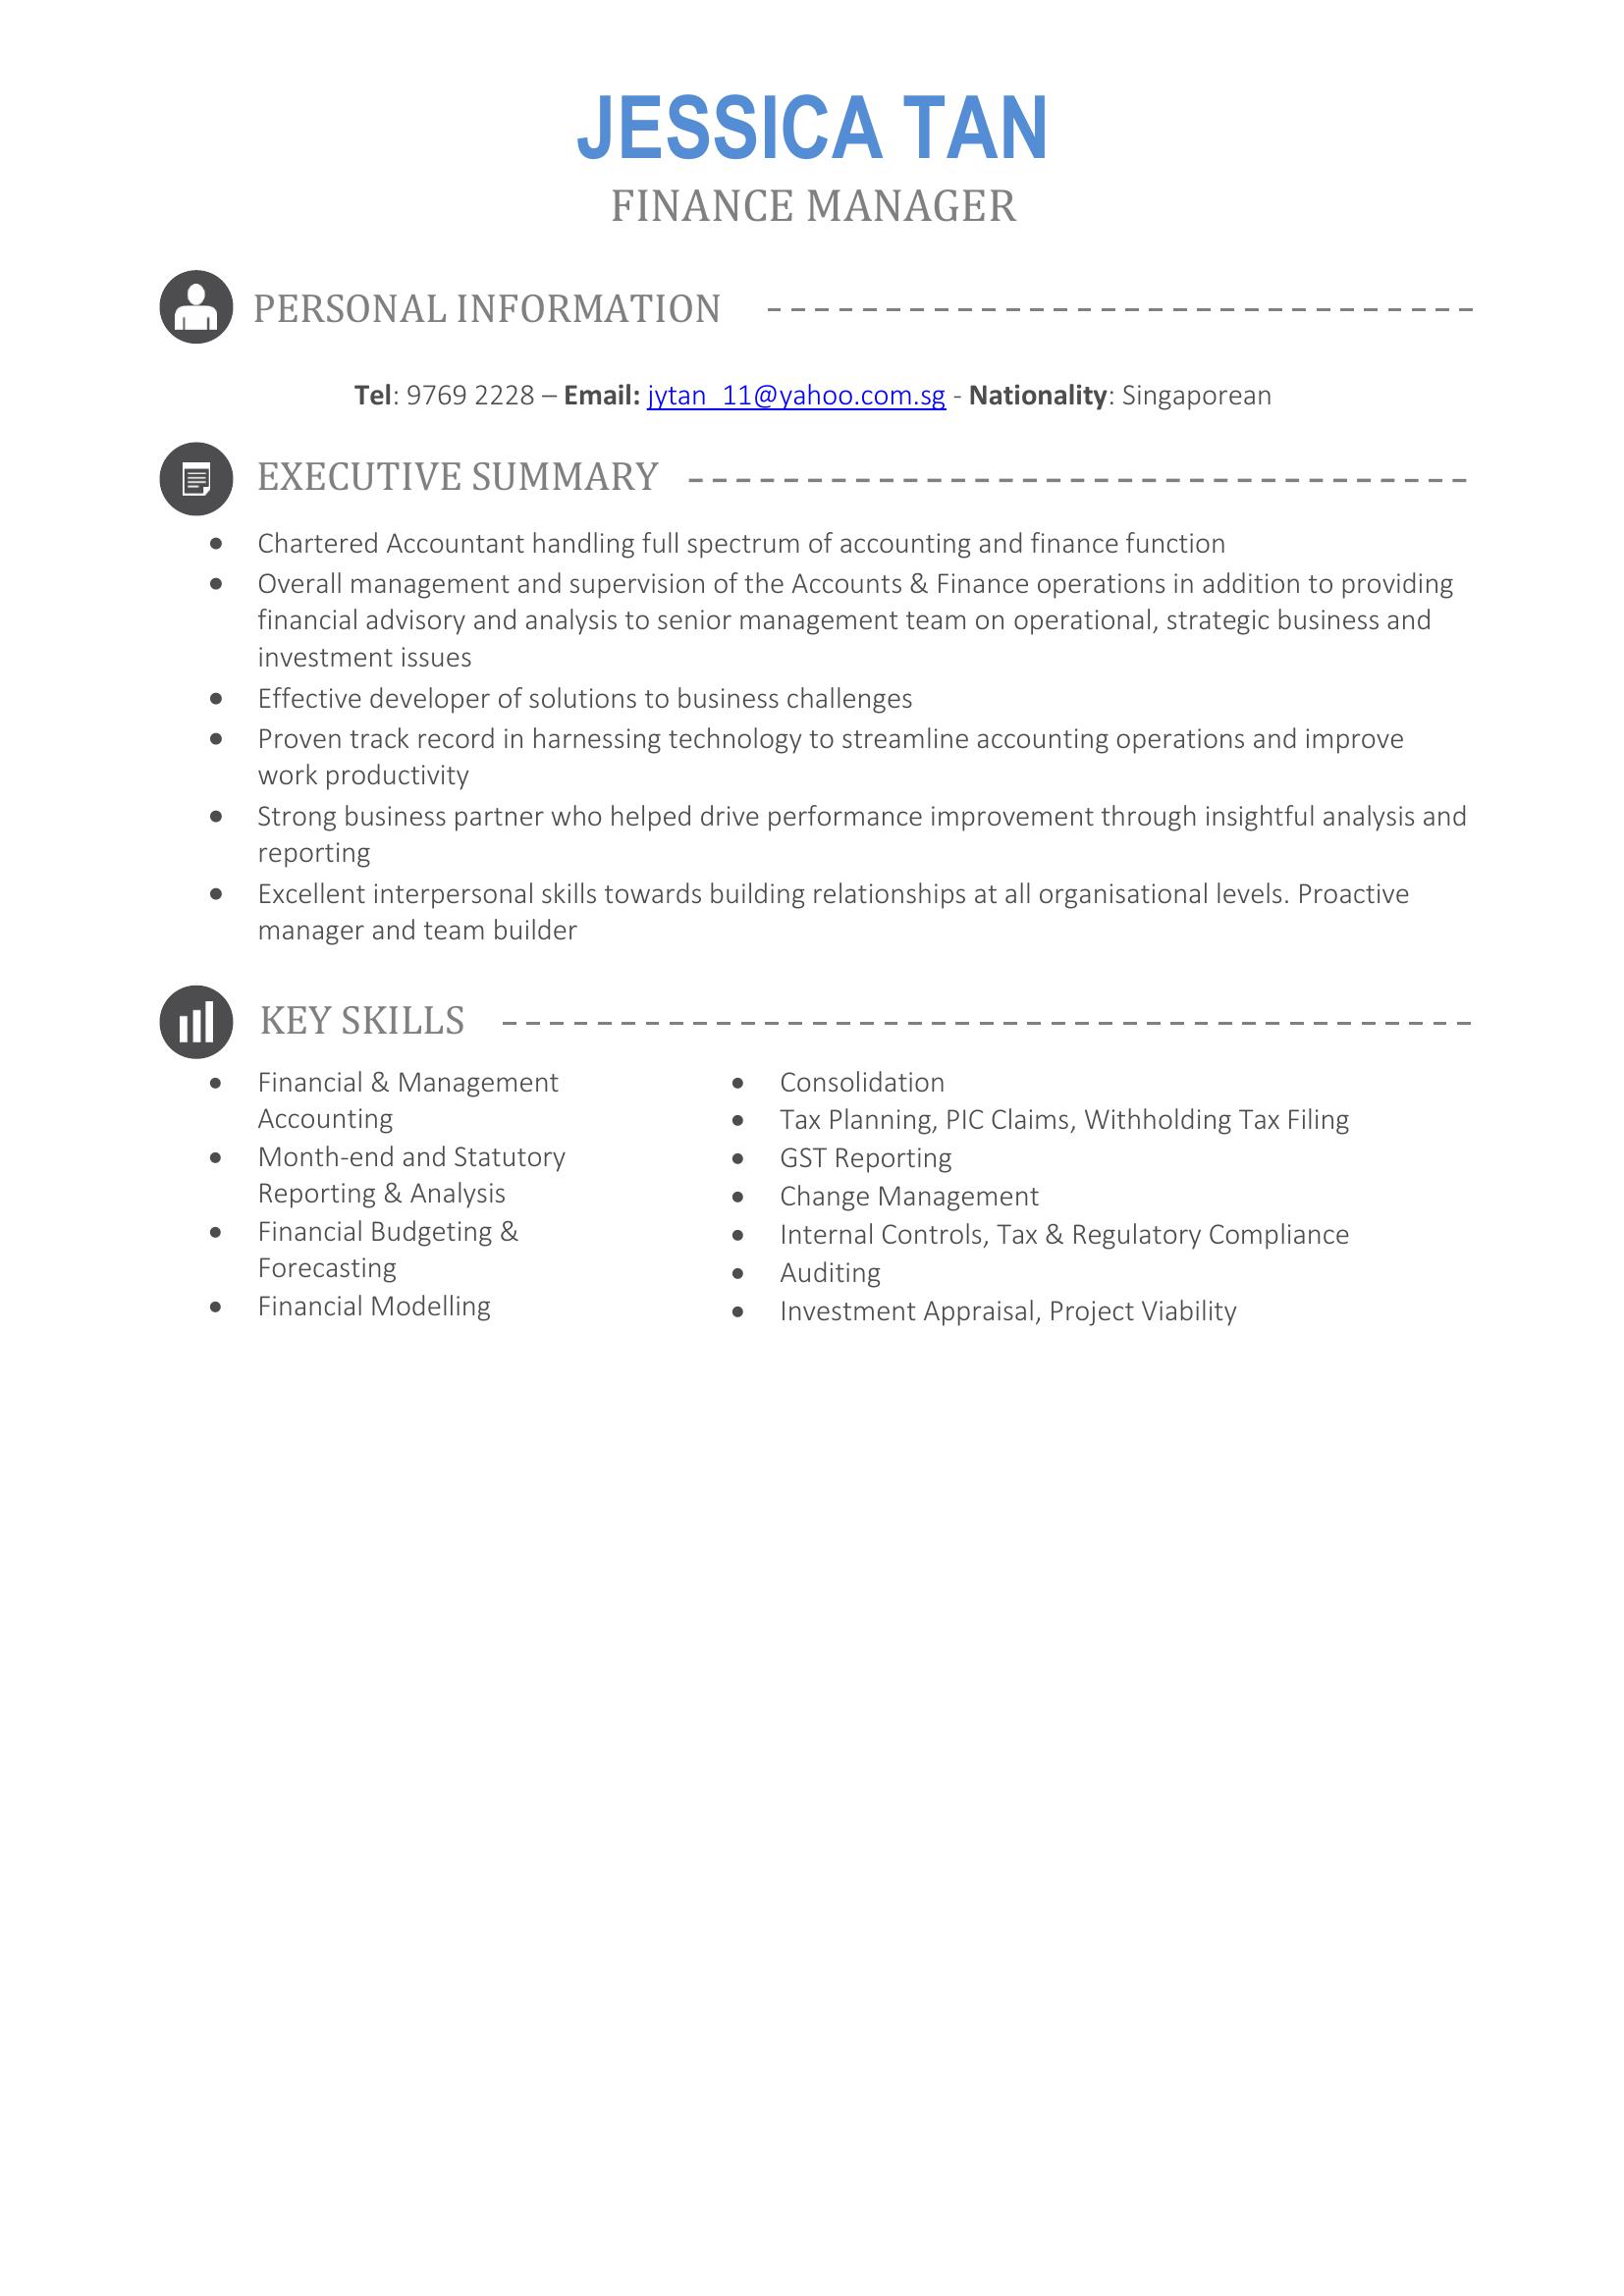 JESSICA TAN
FINANCE MANAGER
PERSONAL INFORMATION
Tel: 9769 2228 – Email: jytan_11@yahoo.com.sg - Nationality: Singaporean
EXECUTIVE SUMMARY
• Chartered Accountant handling full spectrum of accounting and finance function
• Overall management and supervision of the Accounts & Finance operations in addition to providing
financial advisory and analysis to senior management team on operational, strategic business and
investment issues
• Effective developer of solutions to business challenges
• Proven track record in harnessing technology to streamline accounting operations and improve
work productivity
• Strong business partner who helped drive performance improvement through insightful analysis and
reporting
• Excellent interpersonal skills towards building relationships at all organisational levels. Proactive
manager and team builder
KEY SKILLS
• Financial & Management
Accounting
• Month-end and Statutory
Reporting & Analysis
• Financial Budgeting &
Forecasting
• Financial Modelling
• Consolidation
• Tax Planning, PIC Claims, Withholding Tax Filing
• GST Reporting
• Change Management
• Internal Controls, Tax & Regulatory Compliance
• Auditing
• Investment Appraisal, Project Viability